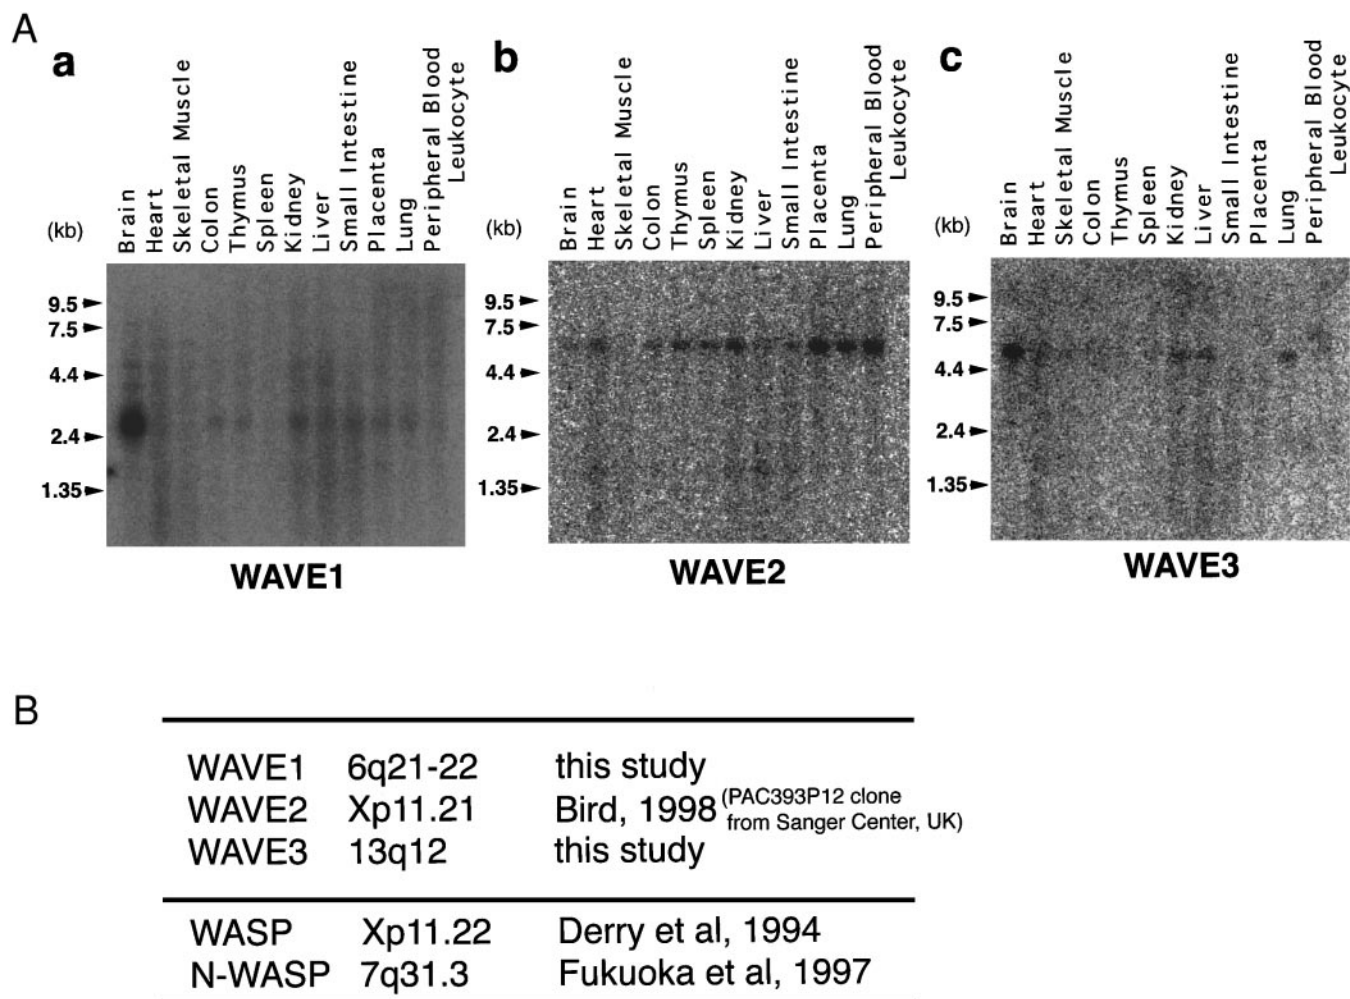 A
a
Brain
Heart
Skeletal Muscle
Colon
Thymus
Spleen
Kidney
Liver
Small Intestine
Placenta
Lung
Peripheral Blood
Leukocyte
(kb)
9.5
7.5
4.4
2.4
1.35
WAVE1
b
Brain
Heart
Skeletal Muscle
Colon
Thymus
Spleen
Kidney
Liver
Small Intestine
Placenta
Lung
Peripheral Blood
Leukocyte
(kb)
9.5
7.5
4.4
2.4
1.35
WAVE2
c
Brain
Heart
Skeletal Muscle
Colon
Thymus
Spleen
Kidney
Liver
Small Intestine
Placenta
Lung
Peripheral Blood
Leukocyte
(kb)
9.5
7.5
4.4
2.4
1.35
WAVE3
B
WAVE1 6q21-22 this study
WAVE2 Xp11.21 Bird, 1998 (PAC393P12 clone
from Sanger Center, UK)
WAVE3 13q12 this study
WASP Xp11.22 Derry et al, 1994
N-WASP 7q31.3 Fukuoka et al, 1997